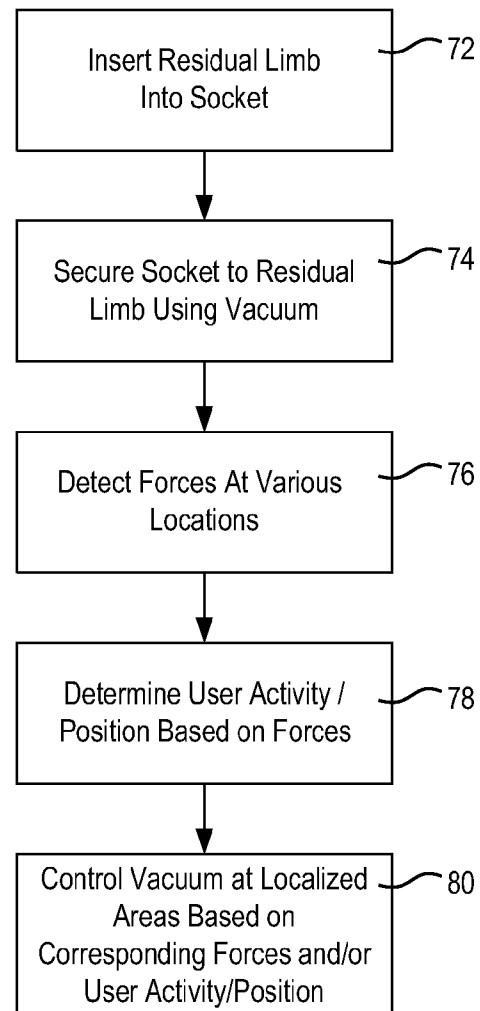 Insert Residual Limb
Into Socket
72
Secure Socket to Residual
Limb Using Vacuum
74
Detect Forces At Various
Locations
76
Determine User Activity /
Position Based on Forces
78
Control Vacuum at Localized
Areas Based on
Corresponding Forces and/or
User Activity/Position
80